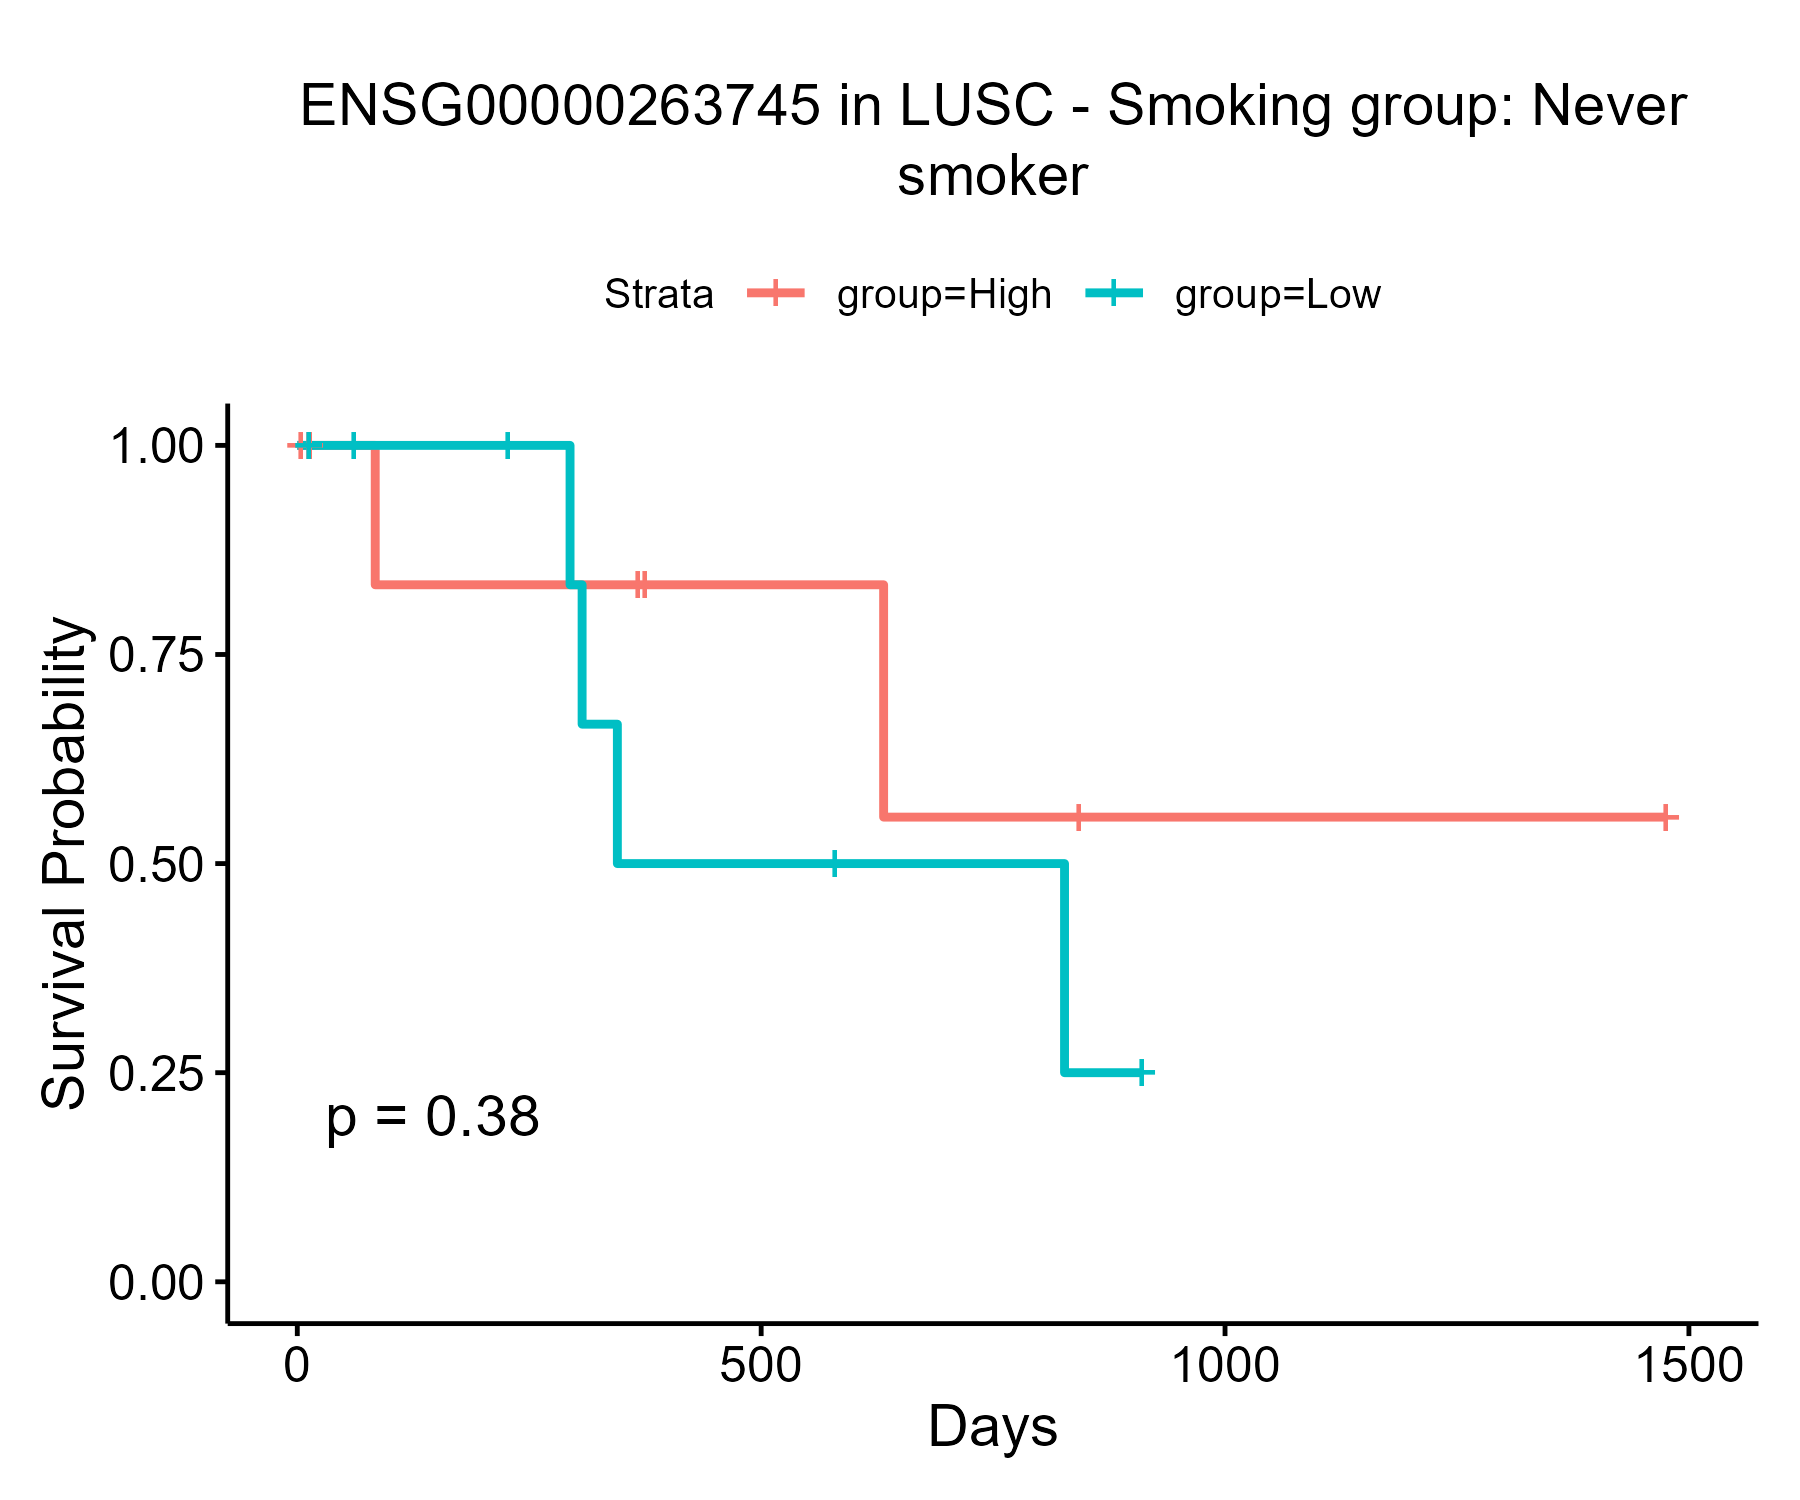 ENSG00000263745 in LUSC - Smoking group: Never
smoker
Strata group=High group=Low
1.00
0.75
0.50
0.25
0.00
Survival Probability
p = 0.38
0 500 1000 1500
Days